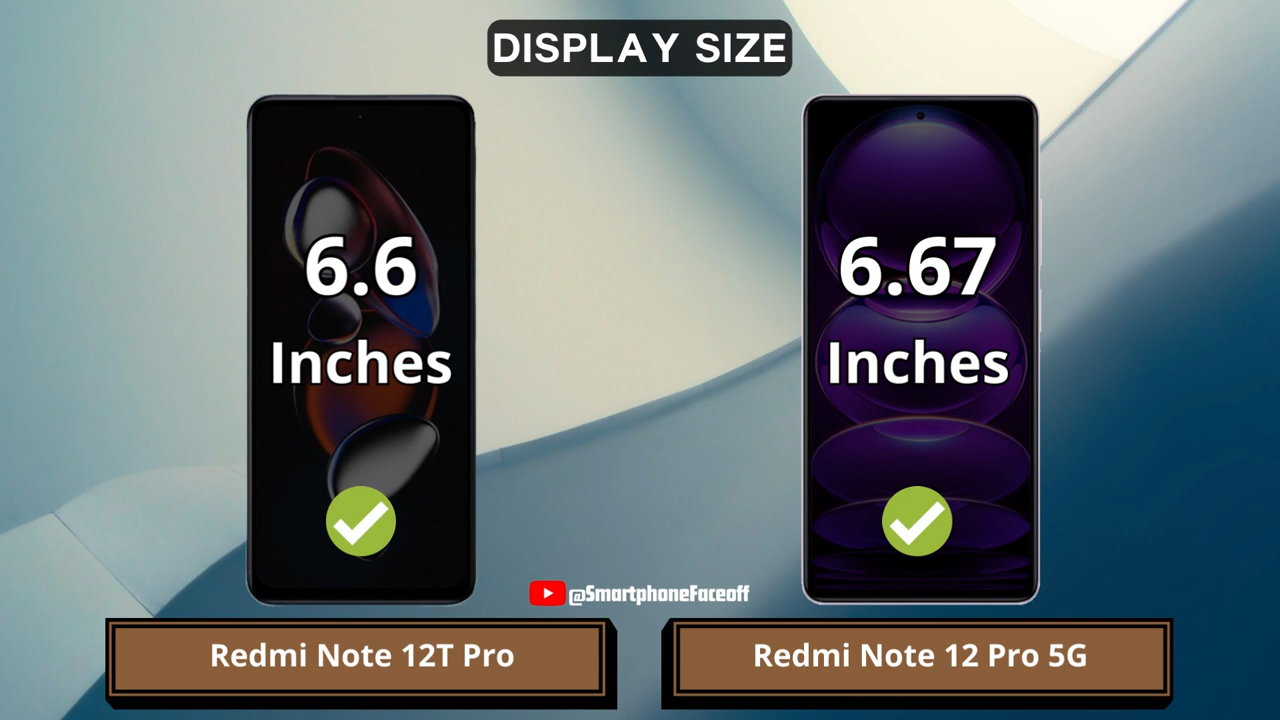 DISPLAY SIZE
6.6
Inches
6.67
Inches
@SmartphoneFaceoff
Redmi Note 12T Pro
Redmi Note 12 Pro 5G